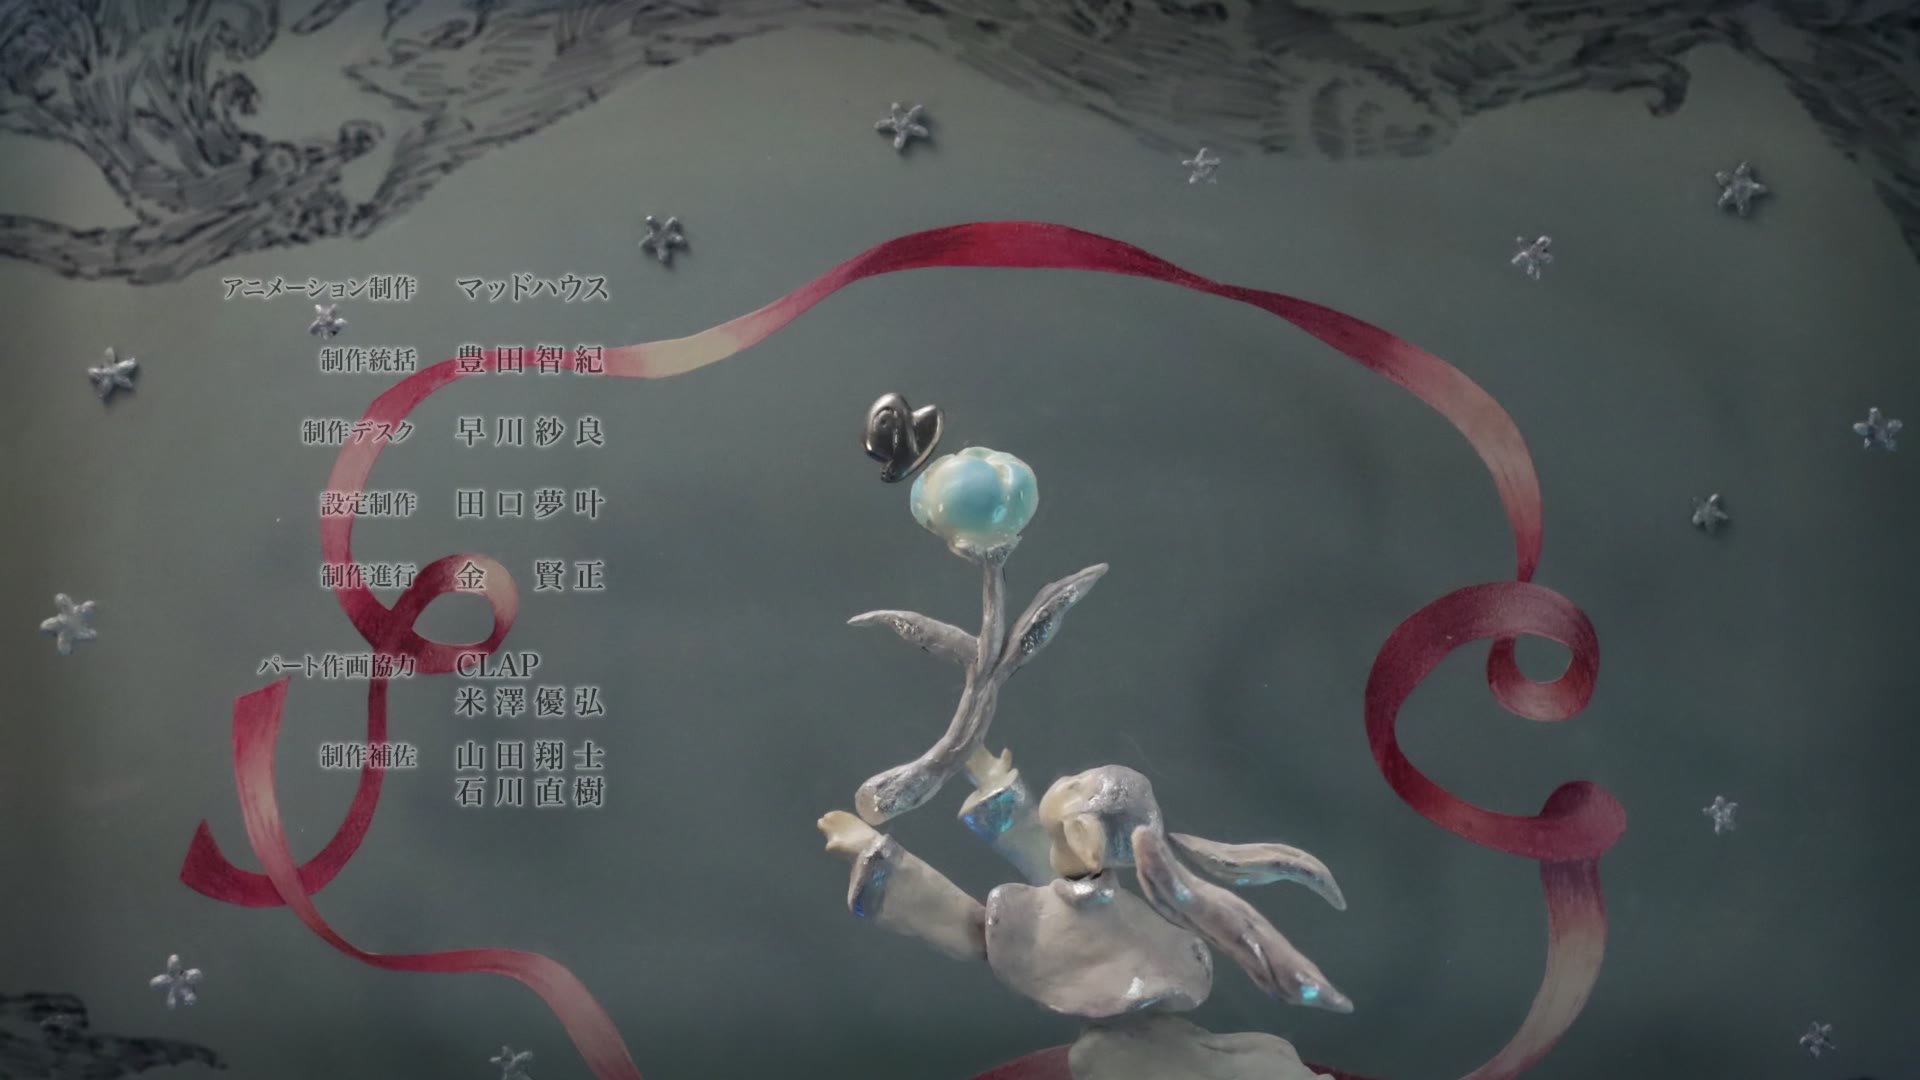 アニメーション制作 マッドハウス
制作統括 豊田智紀
制作デスク 早川紗良
設定制作 田口夢叶
制作進行 金 賢正
パート作画協力 CLAP
米澤優弘
制作補佐 山田翔士
石川直樹